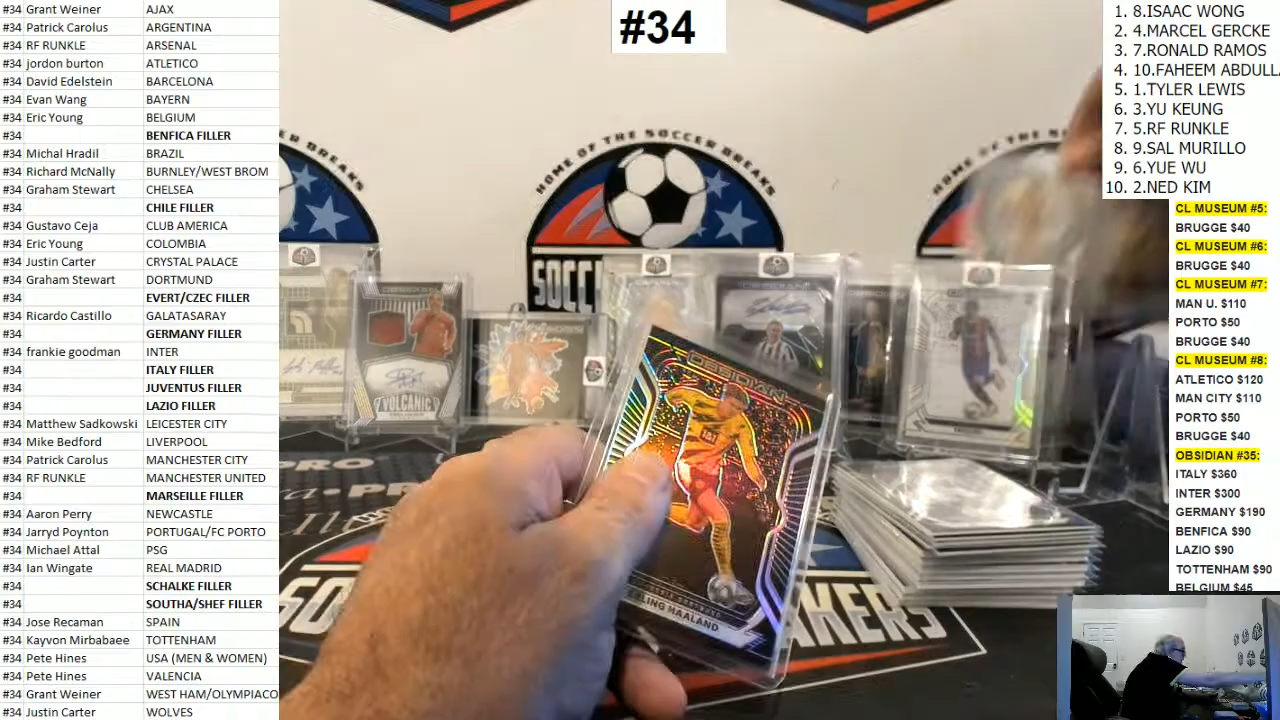 #34 Grant Weiner AJAX
#34 Patrick Carolus ARGENTINA
#34 RF RUNKLE ARSENAL
#34 jordon burton ATLETICO
#34 David Edelstein BARCELONA
#34 Evan Wang BAYERN
#34 Eric Young BELGIUM
#34 BENFICA FILLER
#34 Michal Hradil BRAZIL
#34 Richard McNally BURNLEY/WEST BROM
#34 Graham Stewart CHELSEA
#34 CHILE FILLER
#34 Gustavo Ceja CLUB AMERICA
#34 Eric Young COLOMBIA
#34 Justin Carter CRYSTAL PALACE
#34 Graham Stewart DORTMUND
#34 EVERT/CZEC FILLER
#34 Ricardo Castillo GALATASARAY
#34 GERMANY FILLER
#34 frankie goodman INTER
#34 ITALY FILLER
#34 JUVENTUS FILLER
#34 LAZIO FILLER
#34 Matthew Sadkowski LEICESTER CITY
#34 Mike Bedford LIVERPOOL
#34 Patrick Carolus MANCHESTER CITY
#34 RF RUNKLE MANCHESTER UNITED
#34 MARSEILLE FILLER
#34 Aaron Perry NEWCASTLE
#34 Jarryd Poynton PORTUGAL/FC PORTO
#34 Michael Attal PSG
#34 Ian Wingate REAL MADRID
#34 SCHALKE FILLER
#34 SOUTHA/SHEF FILLER
#34 Jose Recaman SPAIN
#34 Kayvon Mirbabaee TOTTENHAM
#34 Pete Hines USA (MEN & WOMEN)
#34 Pete Hines VALENCIA
#34 Grant Weiner WEST HAM/OLYMPIACO
#34 Justin Carter WOLVES
#34
HOME OF THE SOCCER BREAKS
SOCC
OBSIDIAN
VOLCANIC
OBSIDIAN
LING HAALAND
SO
AKERS
1. 8.ISAAC WONG
2. 4.MARCEL GERCKE
3. 7.RONALD RAMOS
4. 10.FAHEEM ABDULL
5. 1.TYLER LEWIS
6. 3.YU KEUNG
7. 5.RF RUNKLE
8. 9.SAL MURILLO
9. 6.YUE WU
10. 2.NED KIM
CL MUSEUM #5:
BRUGGE $40
CL MUSEUM #6:
BRUGGE $40
CL MUSEUM #7:
MAN U. $110
PORTO $50
BRUGGE $40
CL MUSEUM #8:
ATLETICO $120
MAN CITY $110
PORTO $50
BRUGGE $40
OBSIDIAN #35:
ITALY $360
INTER $300
GERMANY $190
BENFICA $90
LAZIO $90
TOTTENHAM $90
BELGIUM $45